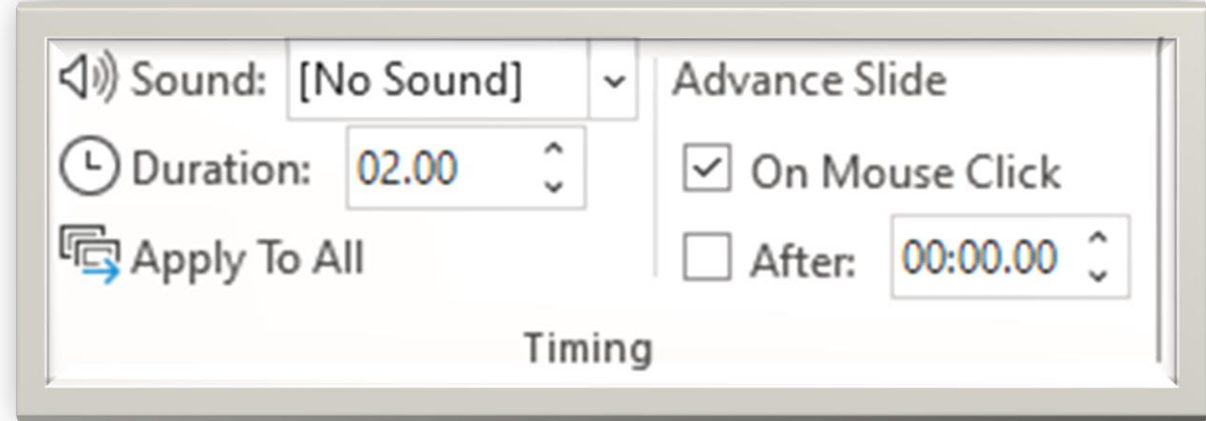 Sound: [No Sound]
Duration: 02.00
Apply To All
Advance Slide
On Mouse Click
After: 00:00.00
Timing